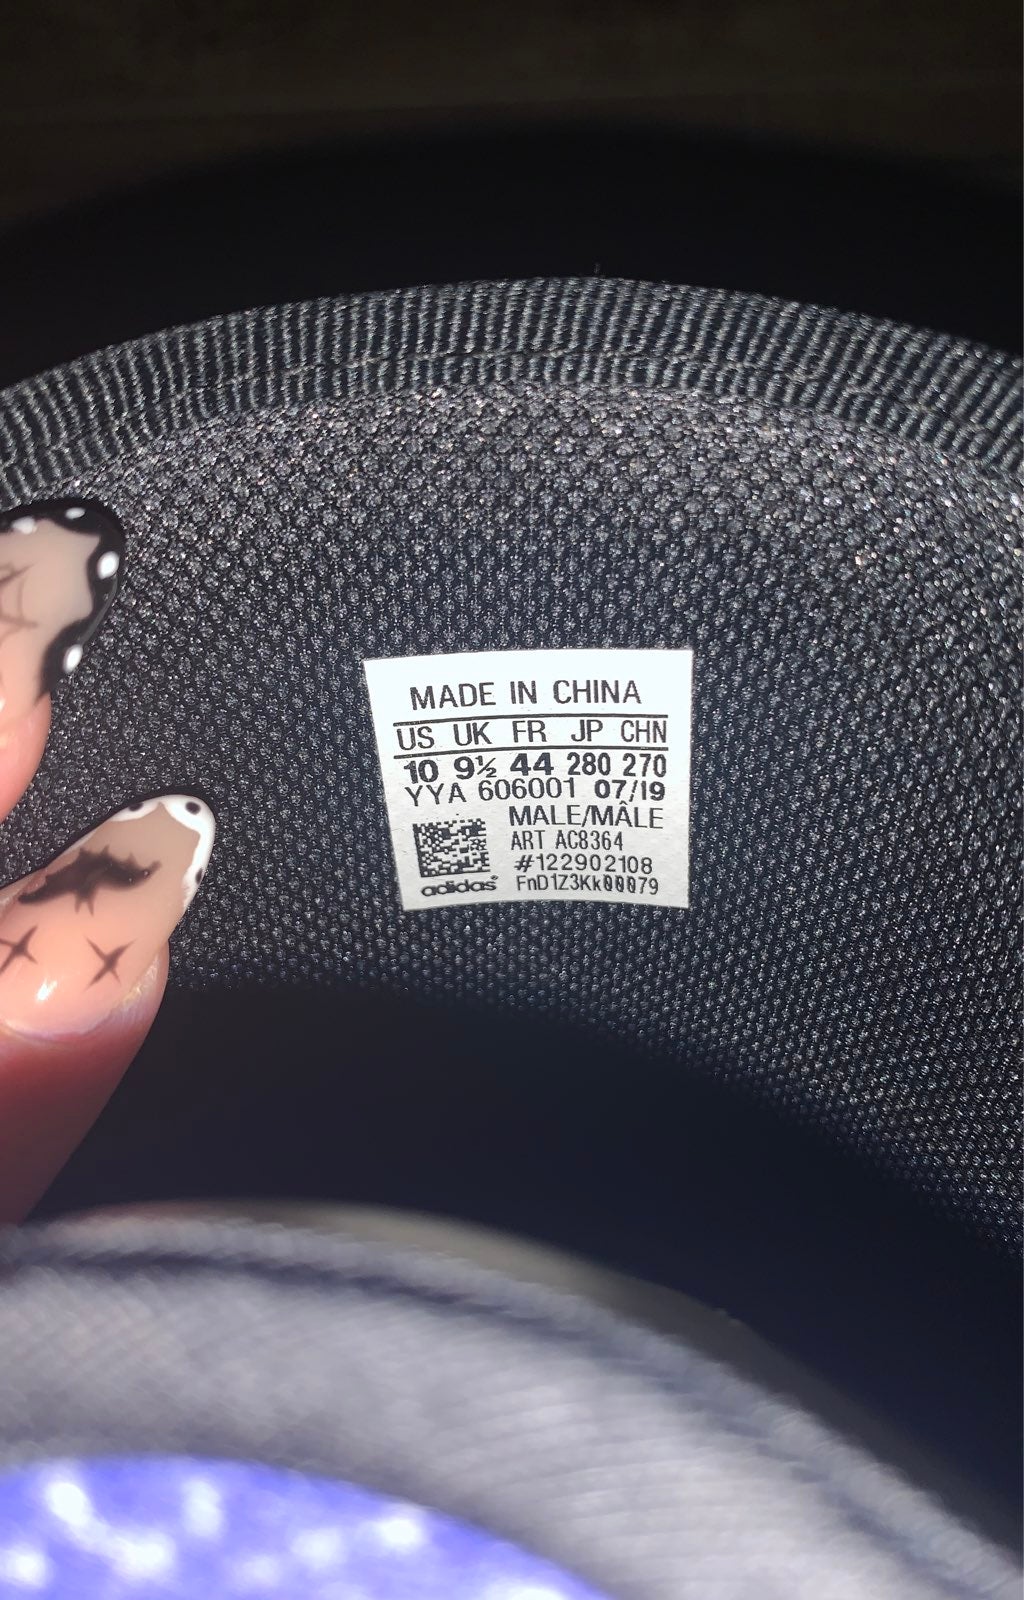 MADE IN CHINA
US UK FR JP CHN
10 9½ 44 280 270
YYA 606001 07/19
MALE/MÂLE
ART AC8364
#122902108
adidas FnD1Z3Kk00079